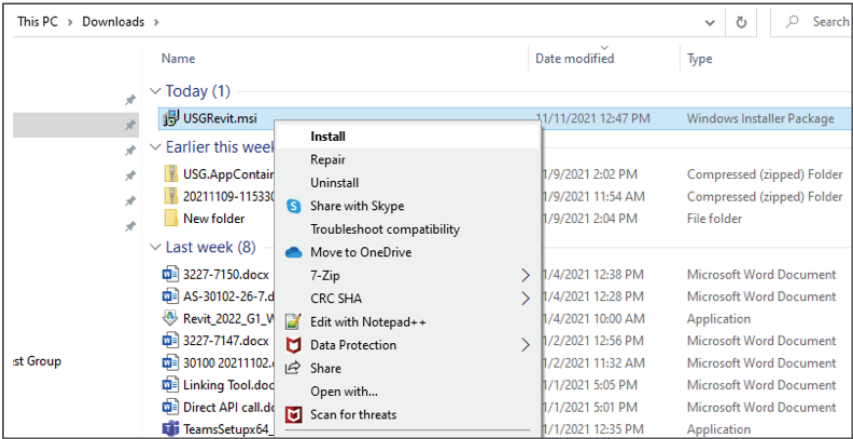 This PC > Downloads >
Search
Name Date modified Type
Today (1)
USGRevit.msi 11/11/2021 12:47 PM Windows Installer Package
Install
Earlier this week
Repair
USG.AppContain 1/9/2021 2:02 PM Compressed (zipped) Folder
Uninstall
20211109-115330 1/9/2021 11:54 AM Compressed (zipped) Folder
Share with Skype
New folder 1/9/2021 2:04 PM File folder
Troubleshoot compatibility
Last week (8)
Move to OneDrive
3227-7150.docx 7-Zip 1/4/2021 12:38 PM Microsoft Word Document
AS-30102-26-7.d CRC SHA 1/4/2021 12:28 PM Microsoft Word Document
Revit_2022_G1_W Edit with Notepad++ 1/4/2021 10:00 AM Application
3227-7147.docx Data Protection 1/2/2021 12:56 PM Microsoft Word Document
est Group 30100 20211102. Share 1/2/2021 11:32 AM Microsoft Word Document
Linking Tool.doc Open with... 1/1/2021 5:05 PM Microsoft Word Document
Direct API call.do Scan for threats 1/1/2021 5:01 PM Microsoft Word Document
TeamsSetupx64_ 1/1/2021 12:35 PM Application